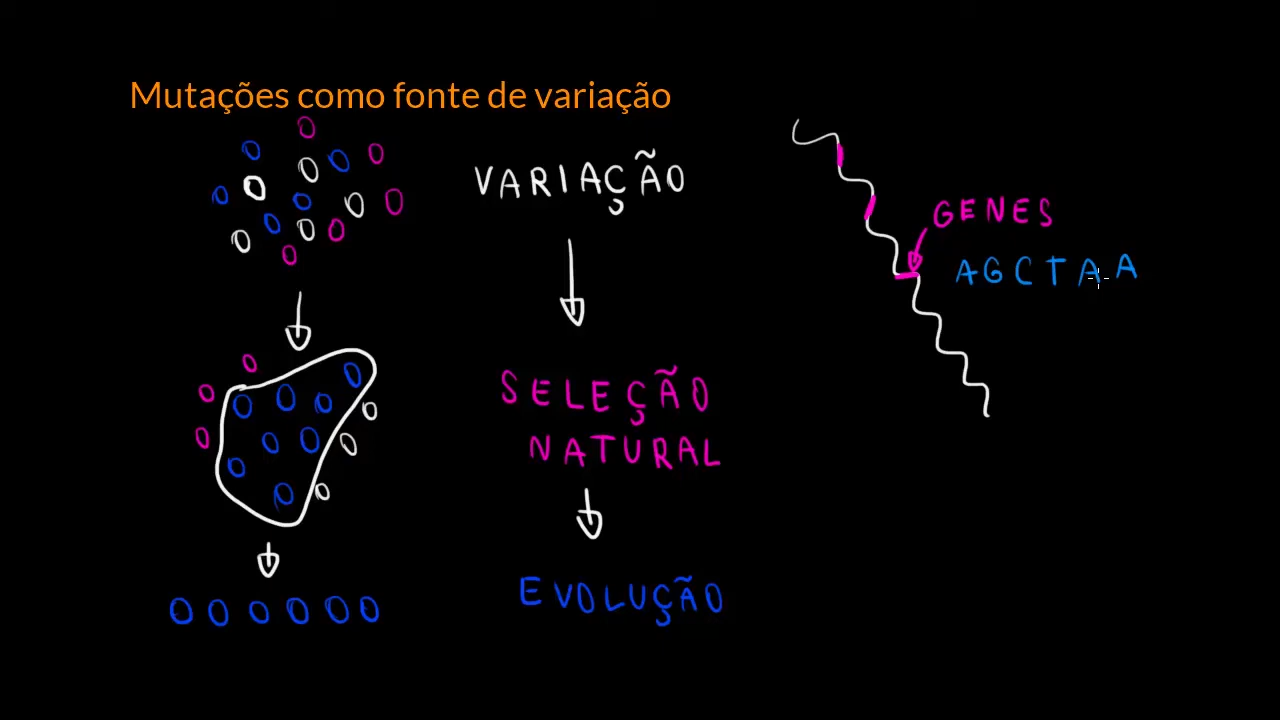 Mutações como fonte de variação
VARIAÇÃO
GENES
AGCTAA
SELEÇÃO
NATURAL
EVOLUÇÃO